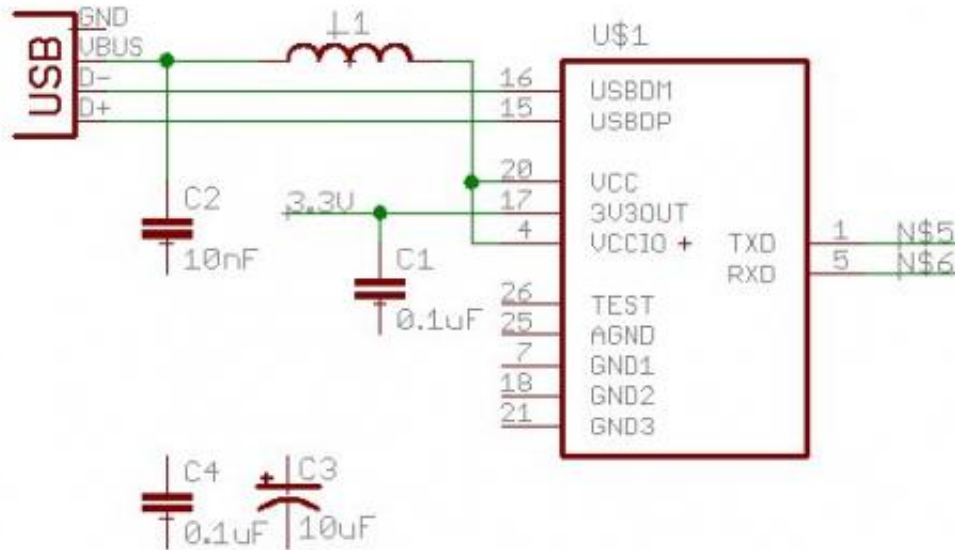 GND
VBUS
D-
D+
USB
L1
U$1
16 USBDM
15 USBDP
20 VCC
17 3V3OUT
4 VCCIO +
TXD 1 N$5
RXD 5 N$6
26 TEST
25 AGND
7 GND1
18 GND2
21 GND3
C2
10nF
3.3V
C1
0.1uF
C4
0.1uF
+ C3
10uF